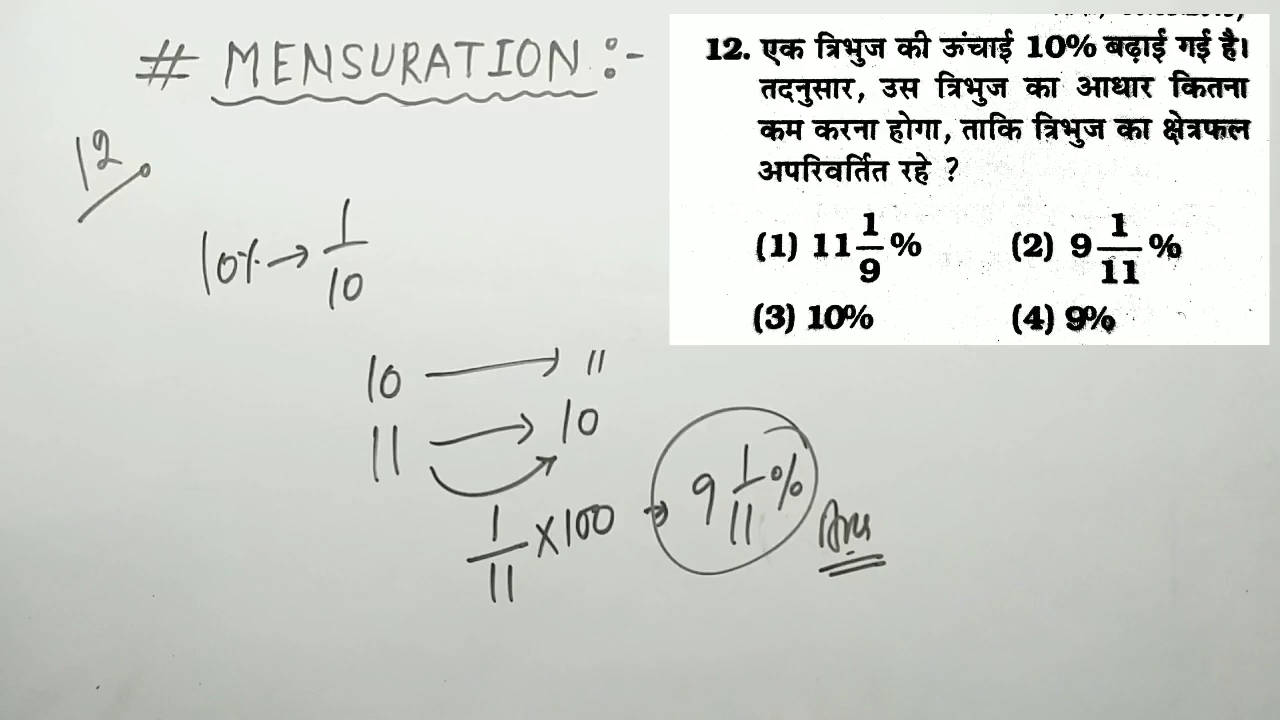 # MENSURATION :-
12.
10% → 1/10
10 → 11
11 → 10
1/11 × 100 → 9 1/11 % Ans
12. एक त्रिभुज की ऊंचाई 10% बढ़ाई गई है।
तदनुसार, उस त्रिभुज का आधार कितना
कम करना होगा, ताकि त्रिभुज का क्षेत्रफल
अपरिवर्तित रहे ?
(1) 11 1/9 % (2) 9 1/11 %
(3) 10% (4) 9%